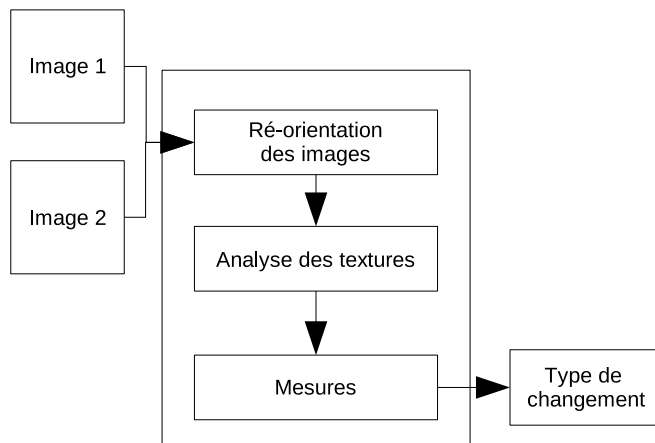 Image 1
Ré-orientation
des images
Image 2
Analyse des textures
Mesures
Type de
changement